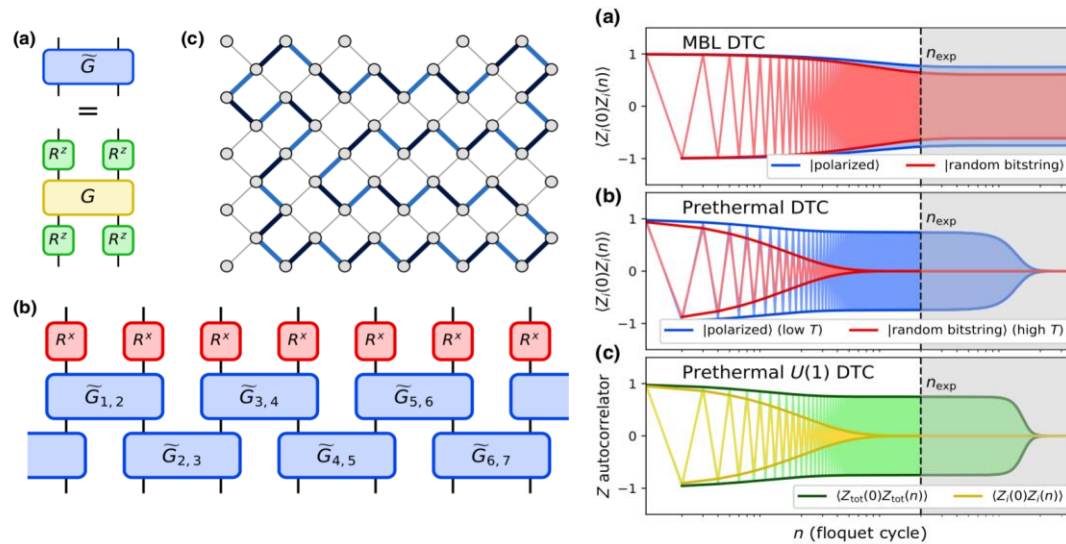 (a)
G̃
=
R^z R^z
G
R^z R^z
(c)
(b)
R^x R^x R^x R^x R^x R^x R^x
G̃1, 2 G̃3, 4 G̃5, 6
G̃2, 3 G̃4, 5 G̃6, 7
(a)
MBL DTC
n_exp
⟨Z_i(0)Z_i(n)⟩
1
0
−1
|polarized⟩ |random bitstring⟩
(b)
Prethermal DTC
n_exp
⟨Z_i(0)Z_i(n)⟩
1
0
−1
|polarized⟩ (low T) |random bitstring⟩ (high T)
(c)
Prethermal U(1) DTC
n_exp
Z autocorrelator
1
0
−1
⟨Z_tot(0)Z_tot(n)⟩ ⟨Z_i(0)Z_i(n)⟩
n (floquet cycle)